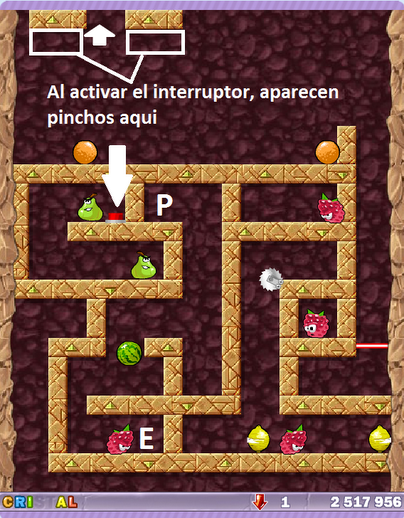 Al activar el interruptor, aparecen
pinchos aqui
P
E
CRISTAL
1
2 517 956